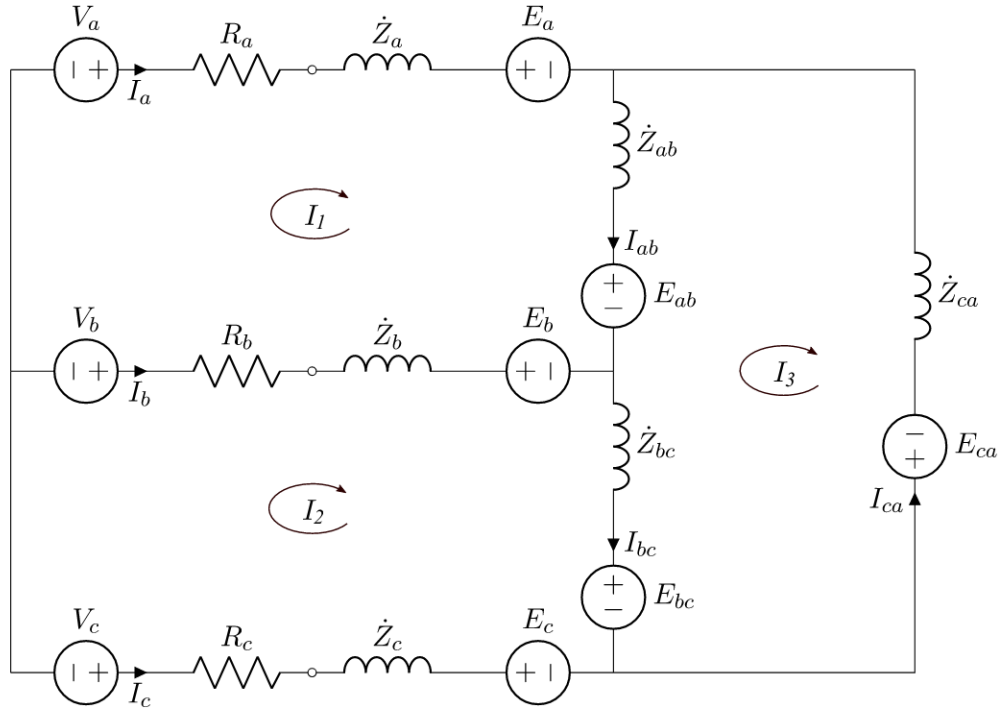 V_a
R_a
Ż_a
E_a
I_a
Ż_ab
I_1
I_ab
E_ab
Ż_ca
V_b
R_b
Ż_b
E_b
I_b
I_3
Ż_bc
E_ca
I_2
I_ca
I_bc
E_bc
V_c
R_c
Ż_c
E_c
I_c